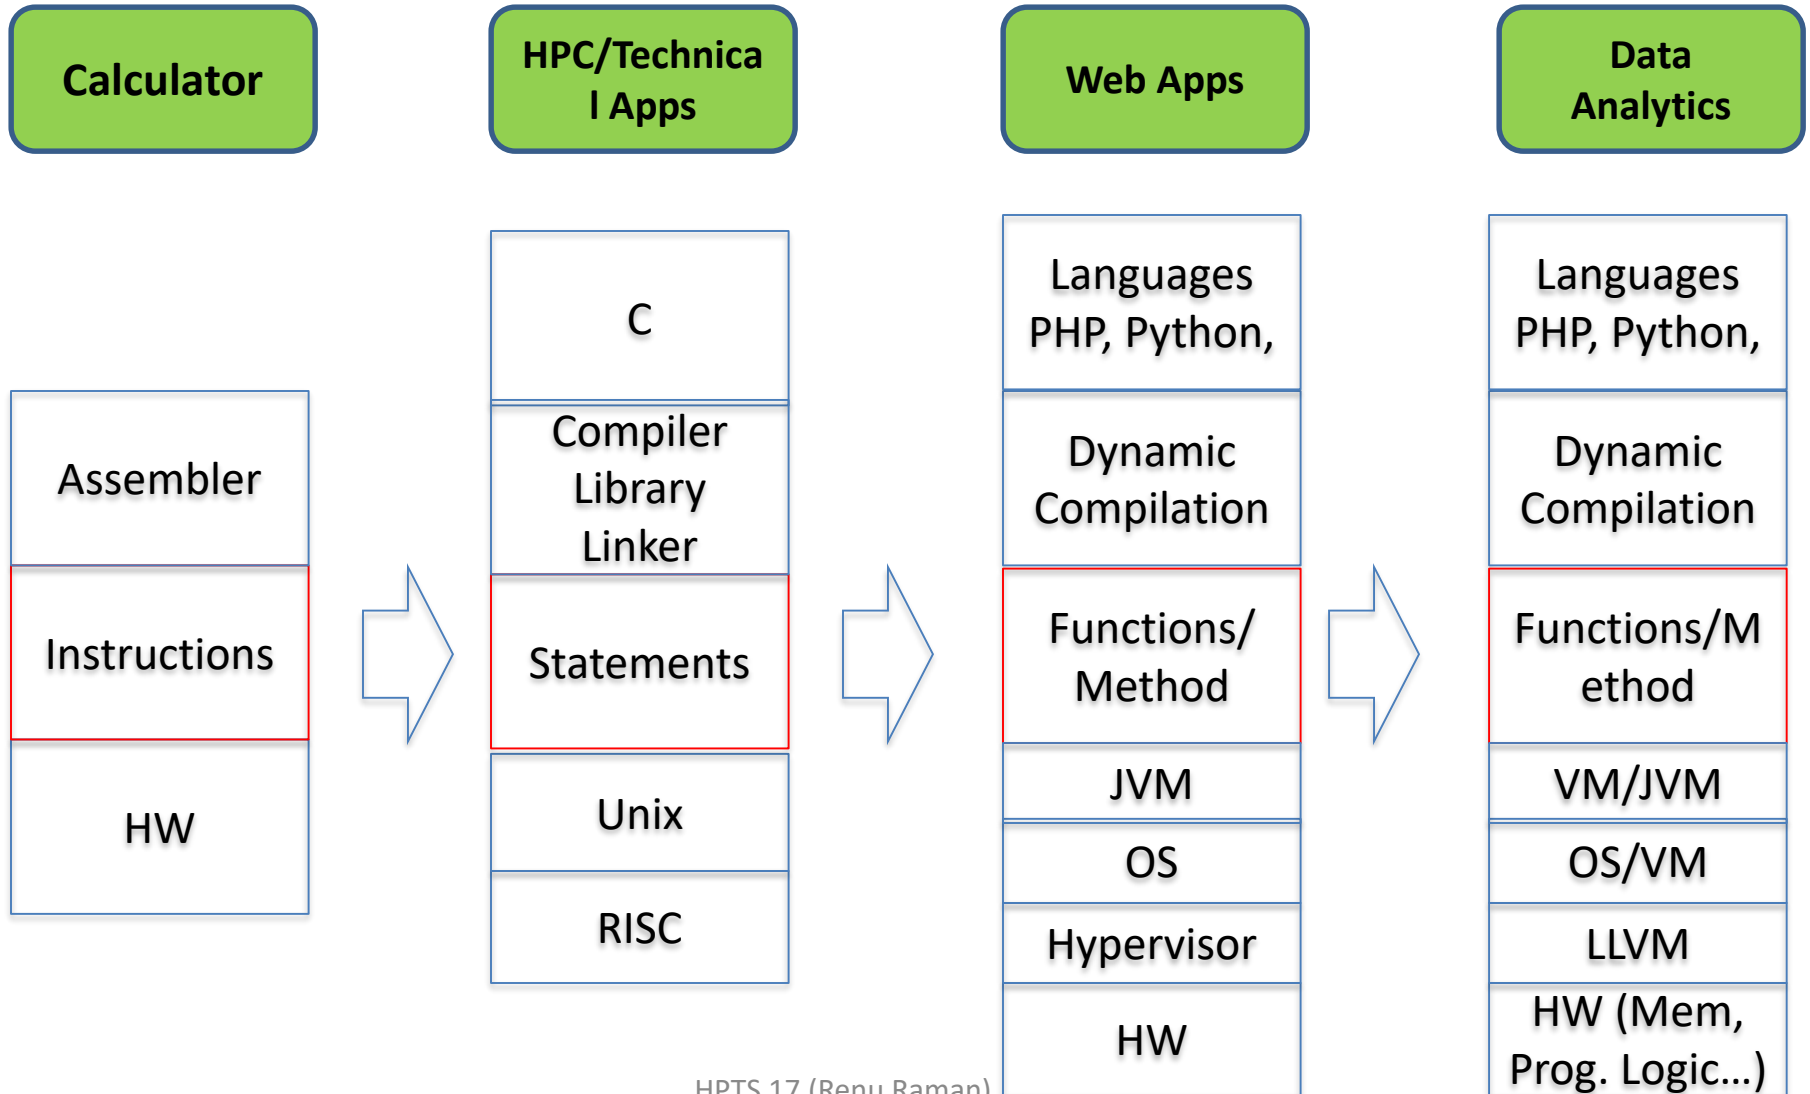 Calculator
HPC/Technica
l Apps
Web Apps
Data
Analytics
Assembler
Instructions
HW
C
Compiler
Library
Linker
Statements
Unix
RISC
Languages
PHP, Python,
Dynamic
Compilation
Functions/
Method
JVM
OS
Hypervisor
HW
Languages
PHP, Python,
Dynamic
Compilation
Functions/M
ethod
VM/JVM
OS/VM
LLVM
HW (Mem,
Prog. Logic...)
HPTS 17 (Renu Raman)